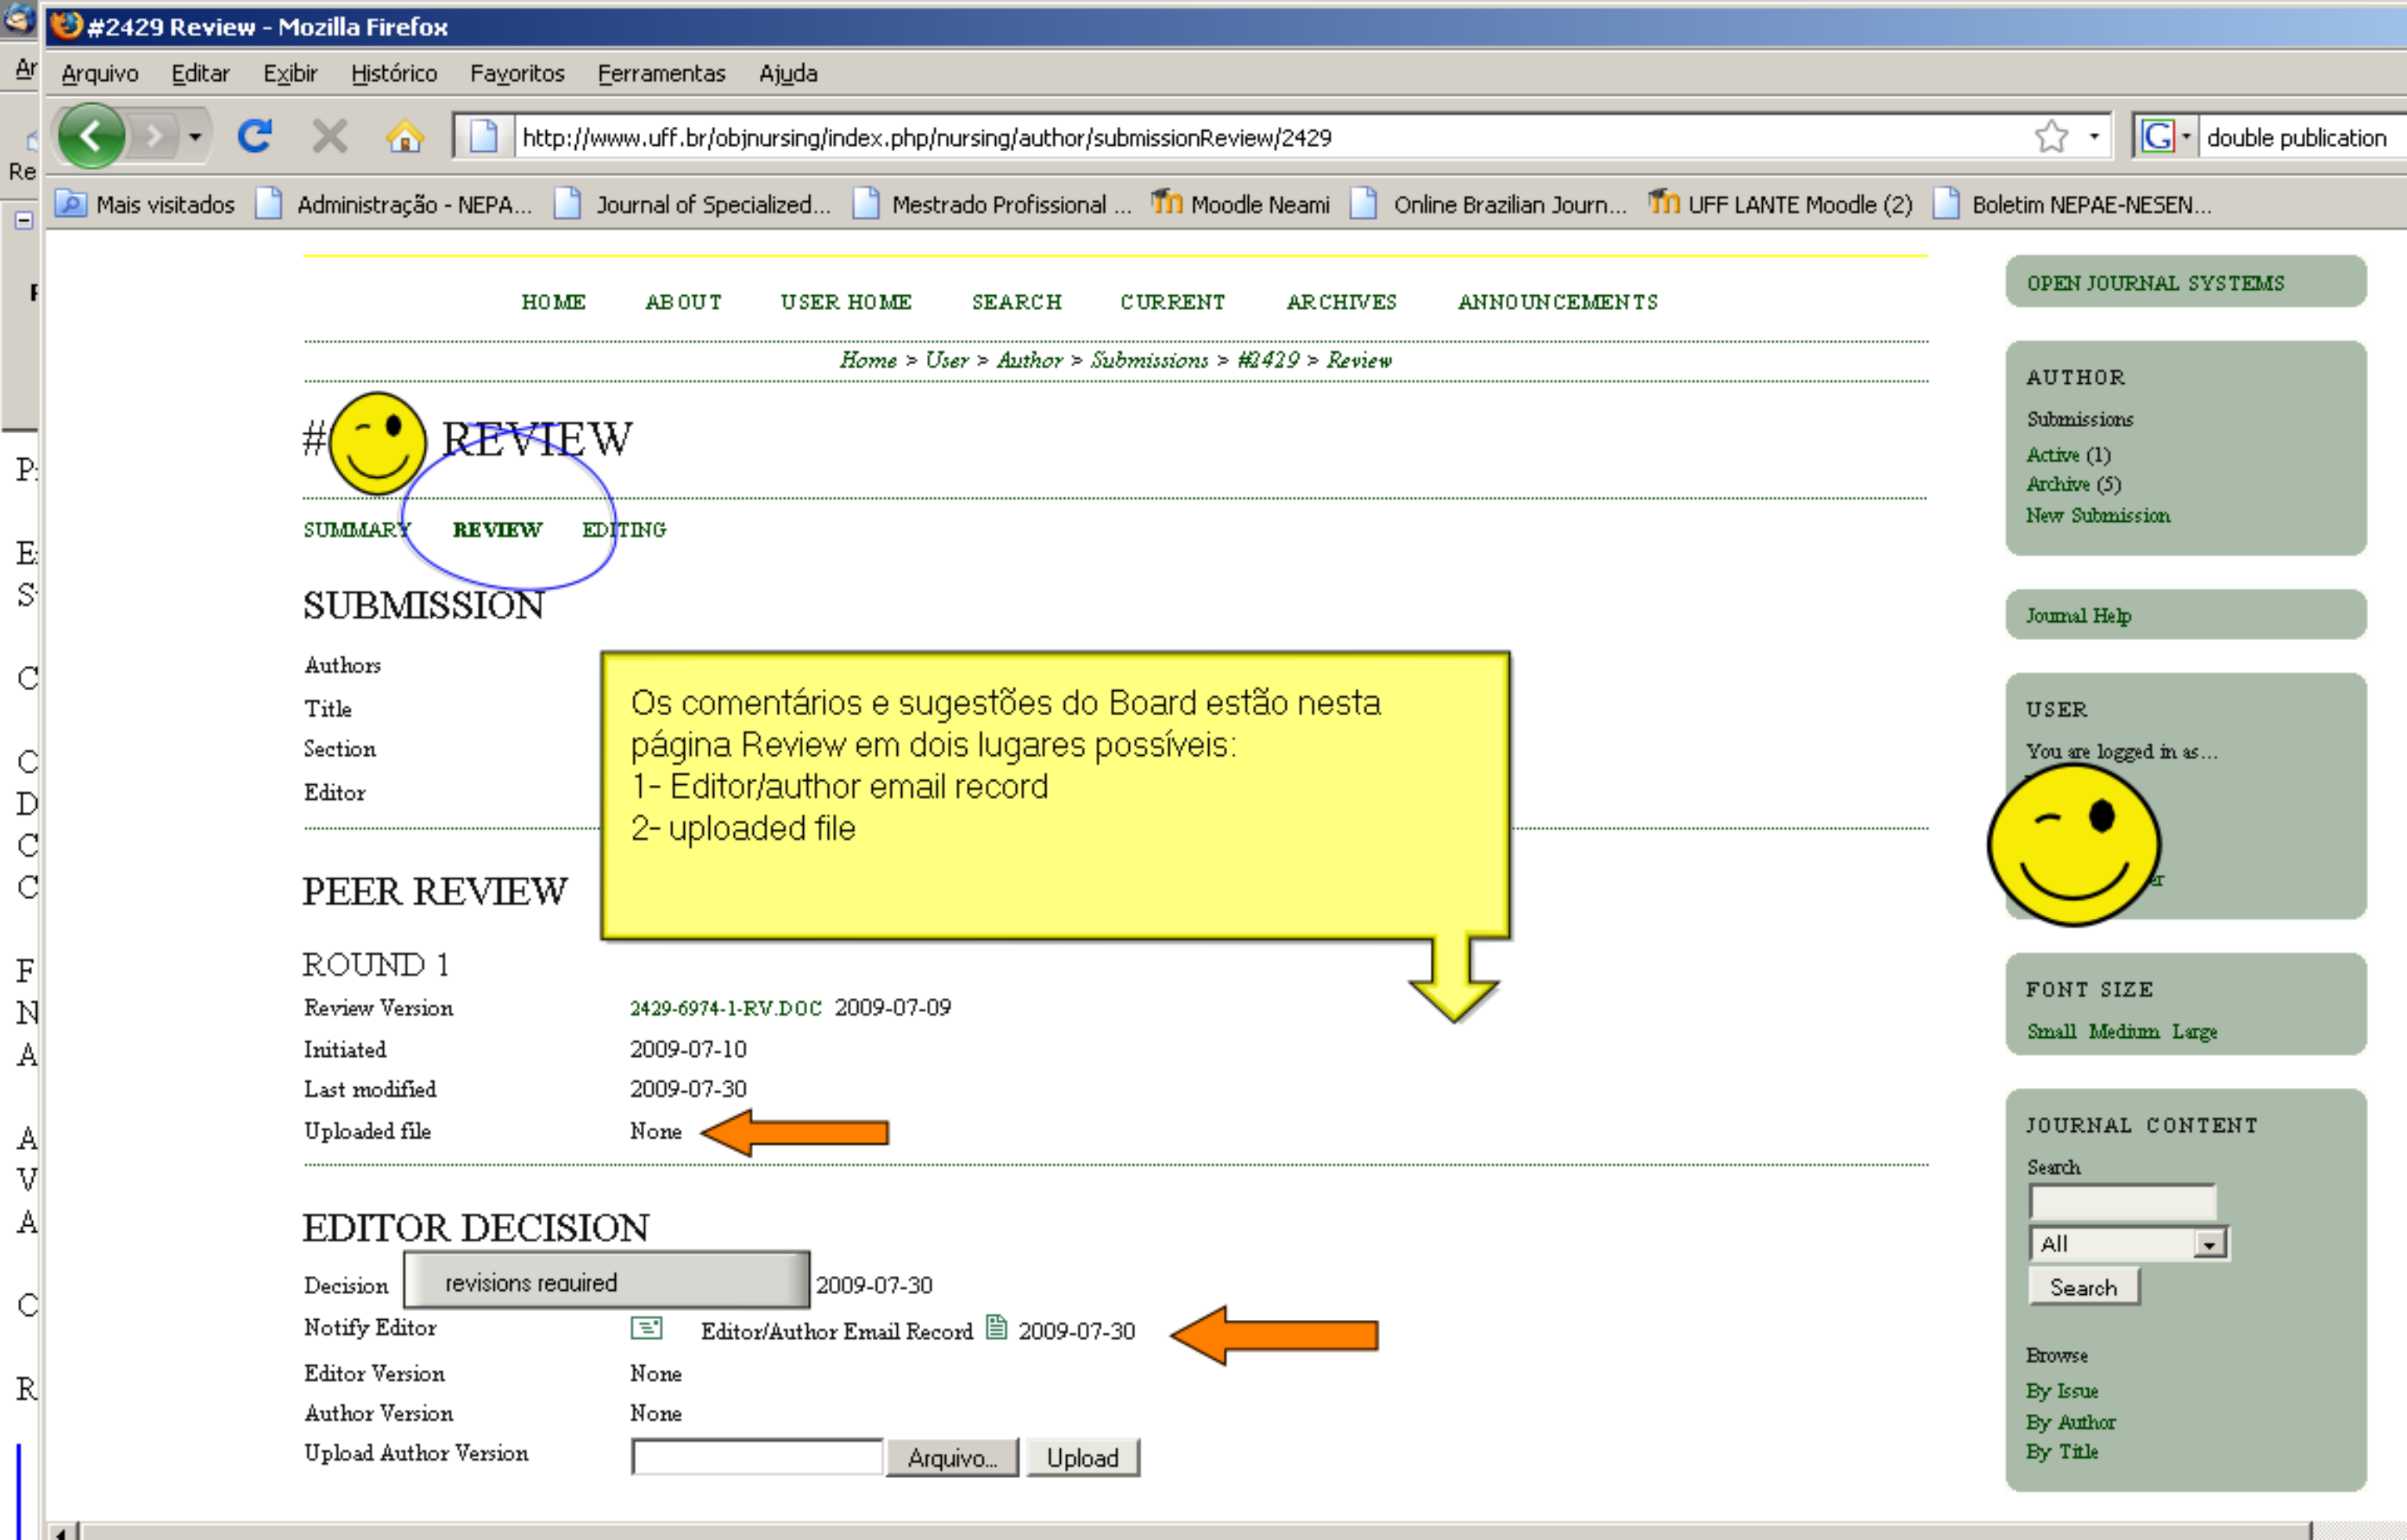 #2429 Review - Mozilla Firefox
Arquivo Editar Exibir Histórico Favoritos Ferramentas Ajuda
http://www.uff.br/objnursing/index.php/nursing/author/submissionReview/2429 double publication
Re
Mais visitados Administração - NEPA... Journal of Specialized... Mestrado Profissional ... Moodle Neami Online Brazilian Journ... UFF LANTE Moodle (2) Boletim NEPAE-NESEN...
HOME ABOUT USER HOME SEARCH CURRENT ARCHIVES ANNOUNCEMENTS
Home > User > Author > Submissions > #2429 > Review
# REVIEW
SUMMARY REVIEW EDITING
SUBMISSION
Authors
Title
Section
Editor
Os comentários e sugestões do Board estão nesta
página Review em dois lugares possíveis:
1- Editor/author email record
2- uploaded file
PEER REVIEW
ROUND 1
Review Version 2429-6974-1-RV.DOC 2009-07-09
Initiated 2009-07-10
Last modified 2009-07-30
Uploaded file None
EDITOR DECISION
Decision revisions required 2009-07-30
Notify Editor Editor/Author Email Record 2009-07-30
Editor Version None
Author Version None
Upload Author Version Arquivo... Upload
OPEN JOURNAL SYSTEMS
AUTHOR
Submissions
Active (1)
Archive (5)
New Submission
Journal Help
USER
You are logged in as...
FONT SIZE
Small Medium Large
JOURNAL CONTENT
Search
All
Search
Browse
By Issue
By Author
By Title